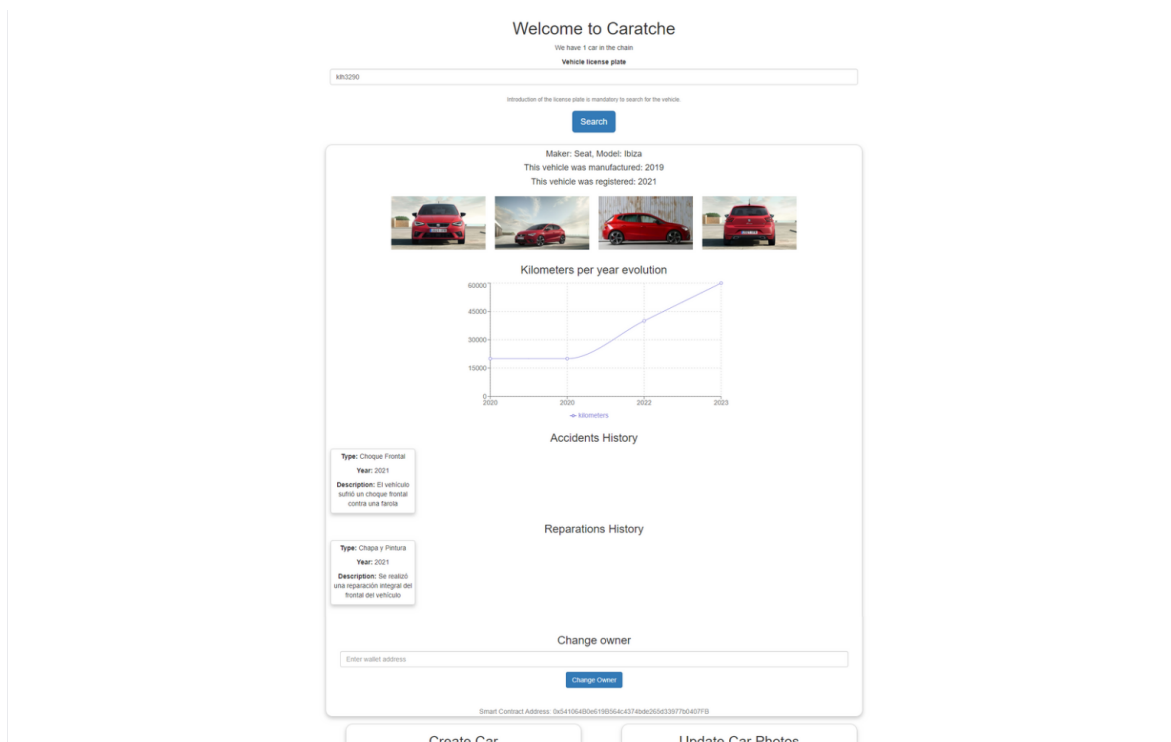 Welcome to Caratche
We have 1 car in the chain
Vehicle license plate
klh3290
Introduction of the license plate is mandatory to search for the vehicle.
Search
Maker: Seat, Model: Ibiza
This vehicle was manufactured: 2019
This vehicle was registered: 2021
Kilometers per year evolution
60000
45000
30000
15000
0
2020 2020 2022 2023
kilometers
Accidents History
Type: Choque Frontal
Year: 2021
Description: El vehículo
sufrió un choque frontal
contra una farola
Reparations History
Type: Chapa y Pintura
Year: 2021
Description: Se realizó
una reparación integral del
frontal del vehículo
Change owner
Enter wallet address
Change Owner
Smart Contract Address:
Create Car Update Car Photos